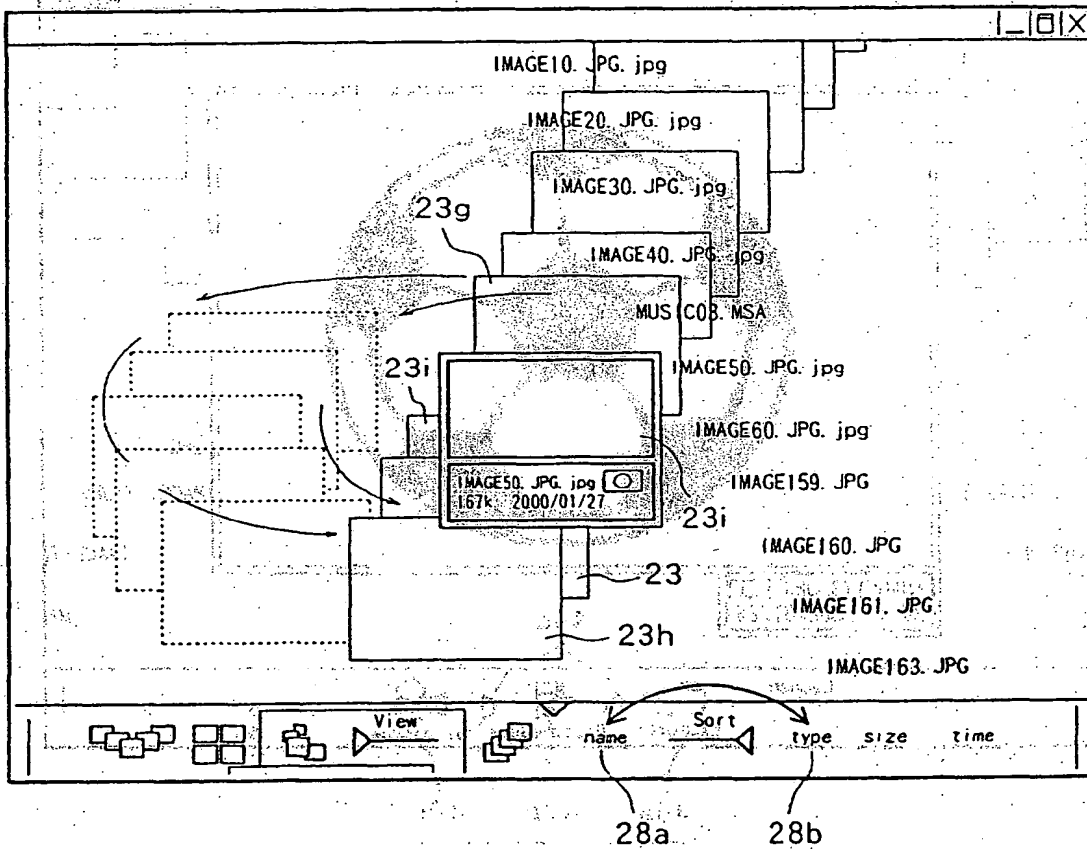 IMAGE10. JPG. jpg
IMAGE20. JPG. jpg
IMAGE30. JPG. jpg
23g
IMAGE40. JPG. jpg
MUSIC03. MSA
23i
IMAGE50. JPG. jpg
IMAGE60. JPG. jpg
IMAGE50. JPG. jpg
167k 2000/01/27
IMAGE159. JPG
23i
IMAGE160. JPG
23
IMAGE161. JPG
23h
IMAGE163. JPG
View
Sort
name
type size time
28a 28b